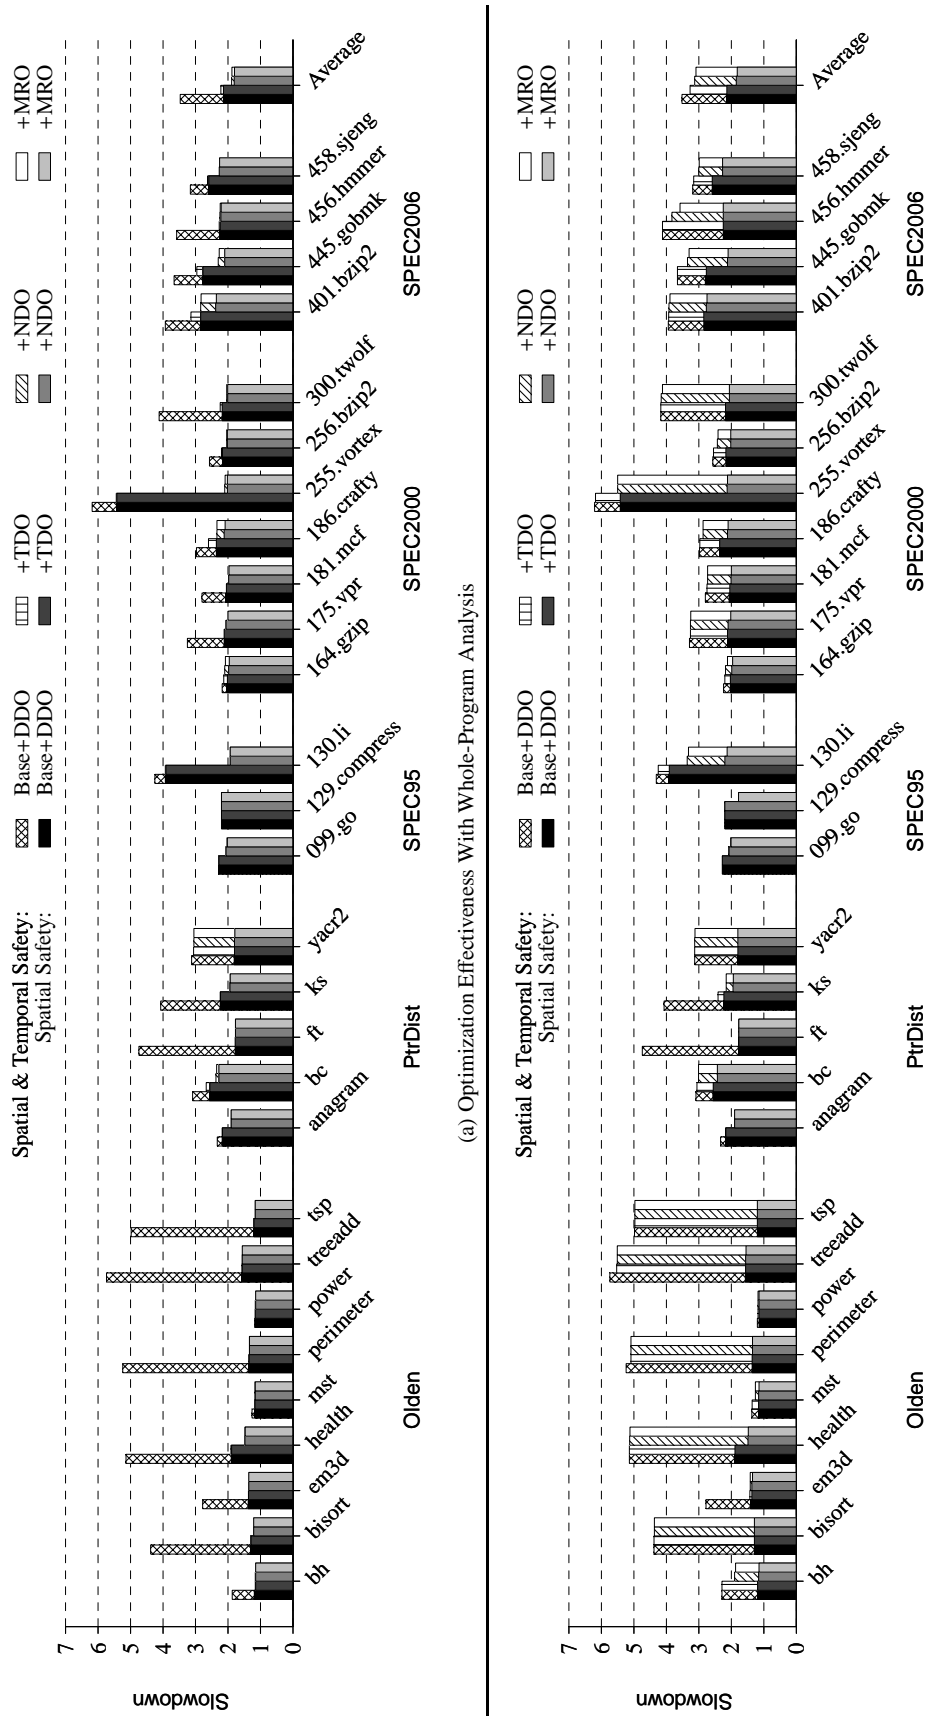 Spatial & Temporal Safety: Base+DDO +TDO +NDO +MRO
Spatial Safety: Base+DDO +TDO +NDO +MRO
Slowdown
7
6
5
4
3
2
1
0
bh bisort em3d health mst perimeter power treeadd tsp anagram bc ft ks yacr2 099.go 129.compress 130.li 164.gzip 175.vpr 181.mcf 186.crafty 255.vortex 256.bzip2 300.twolf 401.bzip2 445.gobmk 456.hmmer 458.sjeng Average
Olden PtrDist SPEC95 SPEC2000 SPEC2006
(a) Optimization Effectiveness With Whole-Program Analysis
Spatial & Temporal Safety: Base+DDO +TDO +NDO +MRO
Spatial Safety: Base+DDO +TDO +NDO +MRO
Slowdown
7
6
5
4
3
2
1
0
bh bisort em3d health mst perimeter power treeadd tsp anagram bc ft ks yacr2 099.go 129.compress 130.li 164.gzip 175.vpr 181.mcf 186.crafty 255.vortex 256.bzip2 300.twolf 401.bzip2 445.gobmk 456.hmmer 458.sjeng Average
Olden PtrDist SPEC95 SPEC2000 SPEC2006